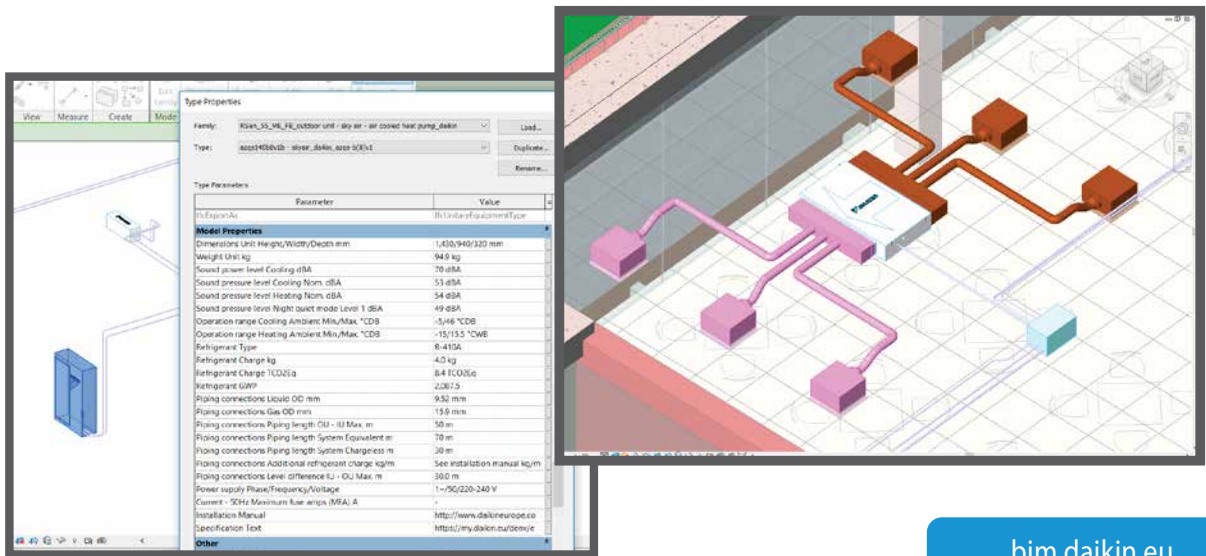 View Measure Create Mode
Type Properties
Family: RSen_SS_ME_FE_outdoor unit - sky air - air cooled heat pump_daikin Load...
Type: Duplicate...
Rename...
Type Parameters
Parameter Value
IfcExportAs IfcUnitaryEquipmentType
Model Properties
Dimensions Unit Height/Width/Depth mm 1,430/940/320 mm
Weight Unit kg 94.9 kg
Sound power level Cooling dBA 70 dBA
Sound pressure level Cooling Nom. dBA 53 dBA
Sound pressure level Heating Nom. dBA 54 dBA
Sound pressure level Night quiet mode Level 1 dBA 49 dBA
Operation range Cooling Ambient Min./Max. °CDB -5/46 °CDB
Operation range Heating Ambient Min./Max. °CDB -15/15.5 °CWB
Refrigerant Type R-410A
Refrigerant Charge kg 4.0 kg
Refrigerant Charge TCO2Eq 8.4 TCO2Eq
Refrigerant GWP 2,087.5
Piping connections Liquid OD mm 9.52 mm
Piping connections Gas OD mm 15.9 mm
Piping connections Piping length OU - IU Max. m 50 m
Piping connections Piping length System Equivalent m 70 m
Piping connections Piping length System Chargeless m 30 m
Piping connections Additional refrigerant charge kg/m See installation manual kg/m
Piping connections Level difference IU - OU Max. m 30.0 m
Power supply Phase/Frequency/Voltage 1~/50/220-240 V
Current - 50Hz Maximum fuse amps (MFA) A -
Installation Manual http://www.daikineurope.co
Specification Text https://my.daikin.eu/denv/e
Other
DAIKIN
bim.daikin.eu